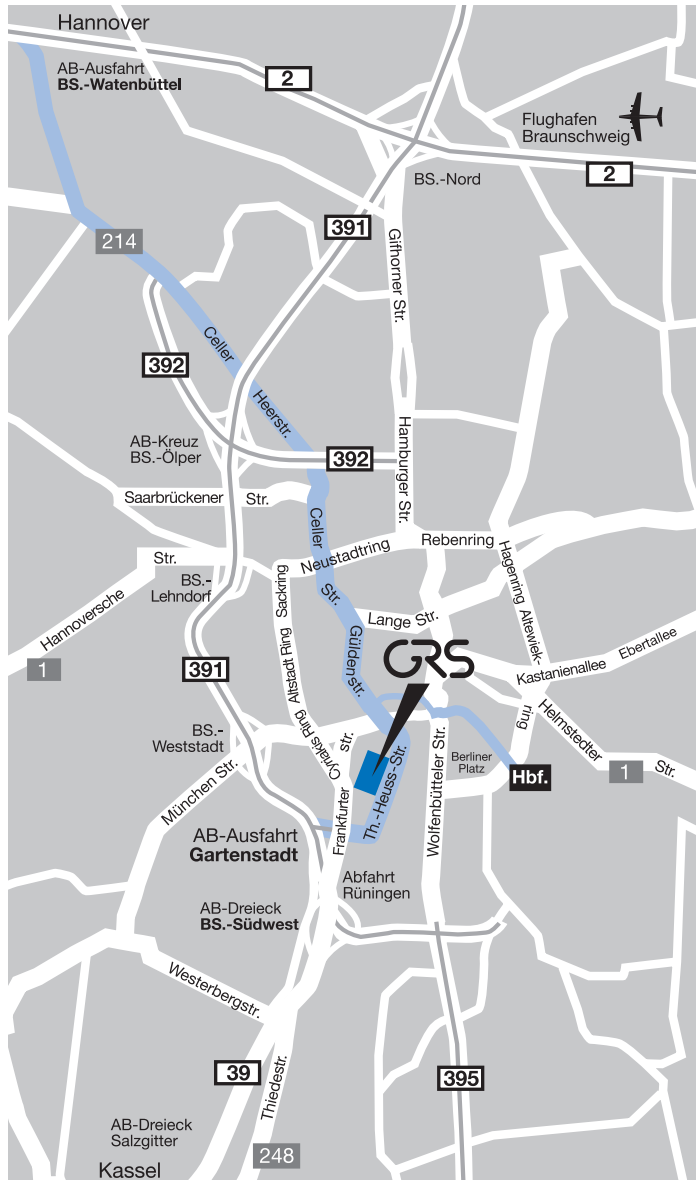 Hannover
AB-Ausfahrt
BS.-Watenbüttel
2
Flughafen
Braunschweig
2
BS.-Nord
391
214
Gifhorner Str.
Celler
392
Heerstr.
AB-Kreuz
BS.-Ölper
392
Hamburger Str.
Saarbrückener Str.
Celler
Str.
Neustadtring
Rebenring
Hagenring
Altewiek-
ring
Str.
Hannoversche
BS.-
Lehndorf
Sackring
Altstadt Ring
Cyriakis Ring
Lange Str.
Gülden
str.
GRS
Kastanienallee
Ebertallee
1
391
Helmstedter
Str.
1
BS.-
Weststadt
München Str.
Frankfurter
str.
Th.-Heuss-Str.
Wolfenbütteler Str.
Berliner
Platz
Hbf.
AB-Ausfahrt
Gartenstadt
Abfahrt
Rüningen
AB-Dreieck
BS.-Südwest
Westerbergstr.
39
Thiedestr.
395
AB-Dreieck
Salzgitter
248
Kassel